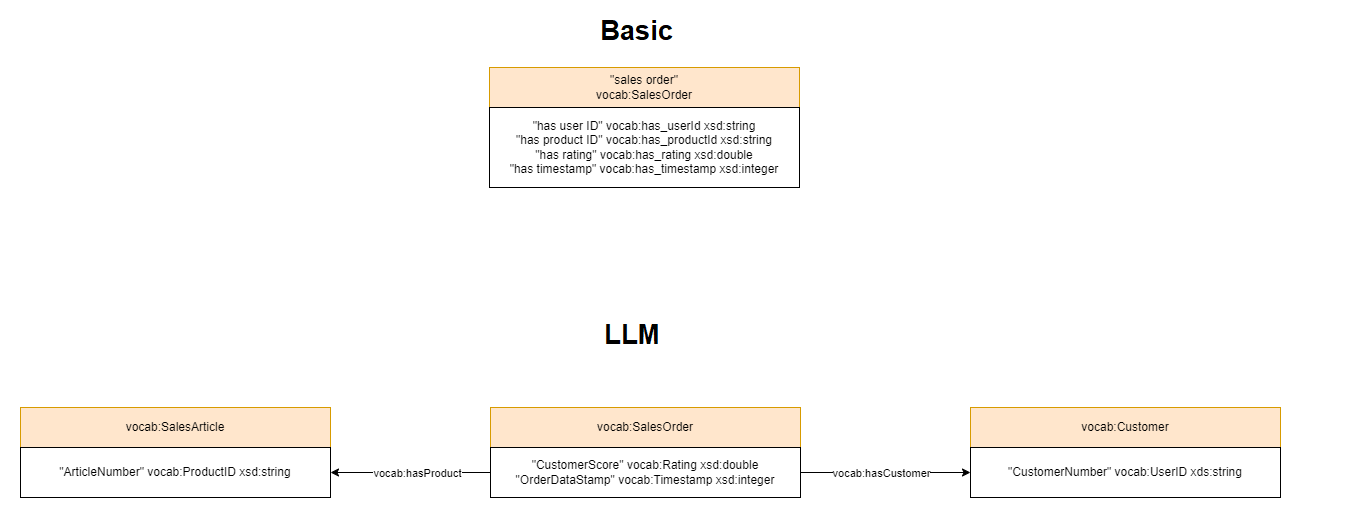 Basic
"sales order"
vocab:SalesOrder
"has user ID" vocab:has_userId xsd:string
"has product ID" vocab:has_productId xsd:string
"has rating" vocab:has_rating xsd:double
"has timestamp" vocab:has_timestamp xsd:integer
LLM
vocab:SalesArticle
"ArticleNumber" vocab:ProductID xsd:string
vocab:hasProduct
vocab:SalesOrder
"CustomerScore" vocab:Rating xsd:double
"OrderDataStamp" vocab:Timestamp xsd:integer
vocab:hasCustomer
vocab:Customer
"CustomerNumber" vocab:UserID xds:string